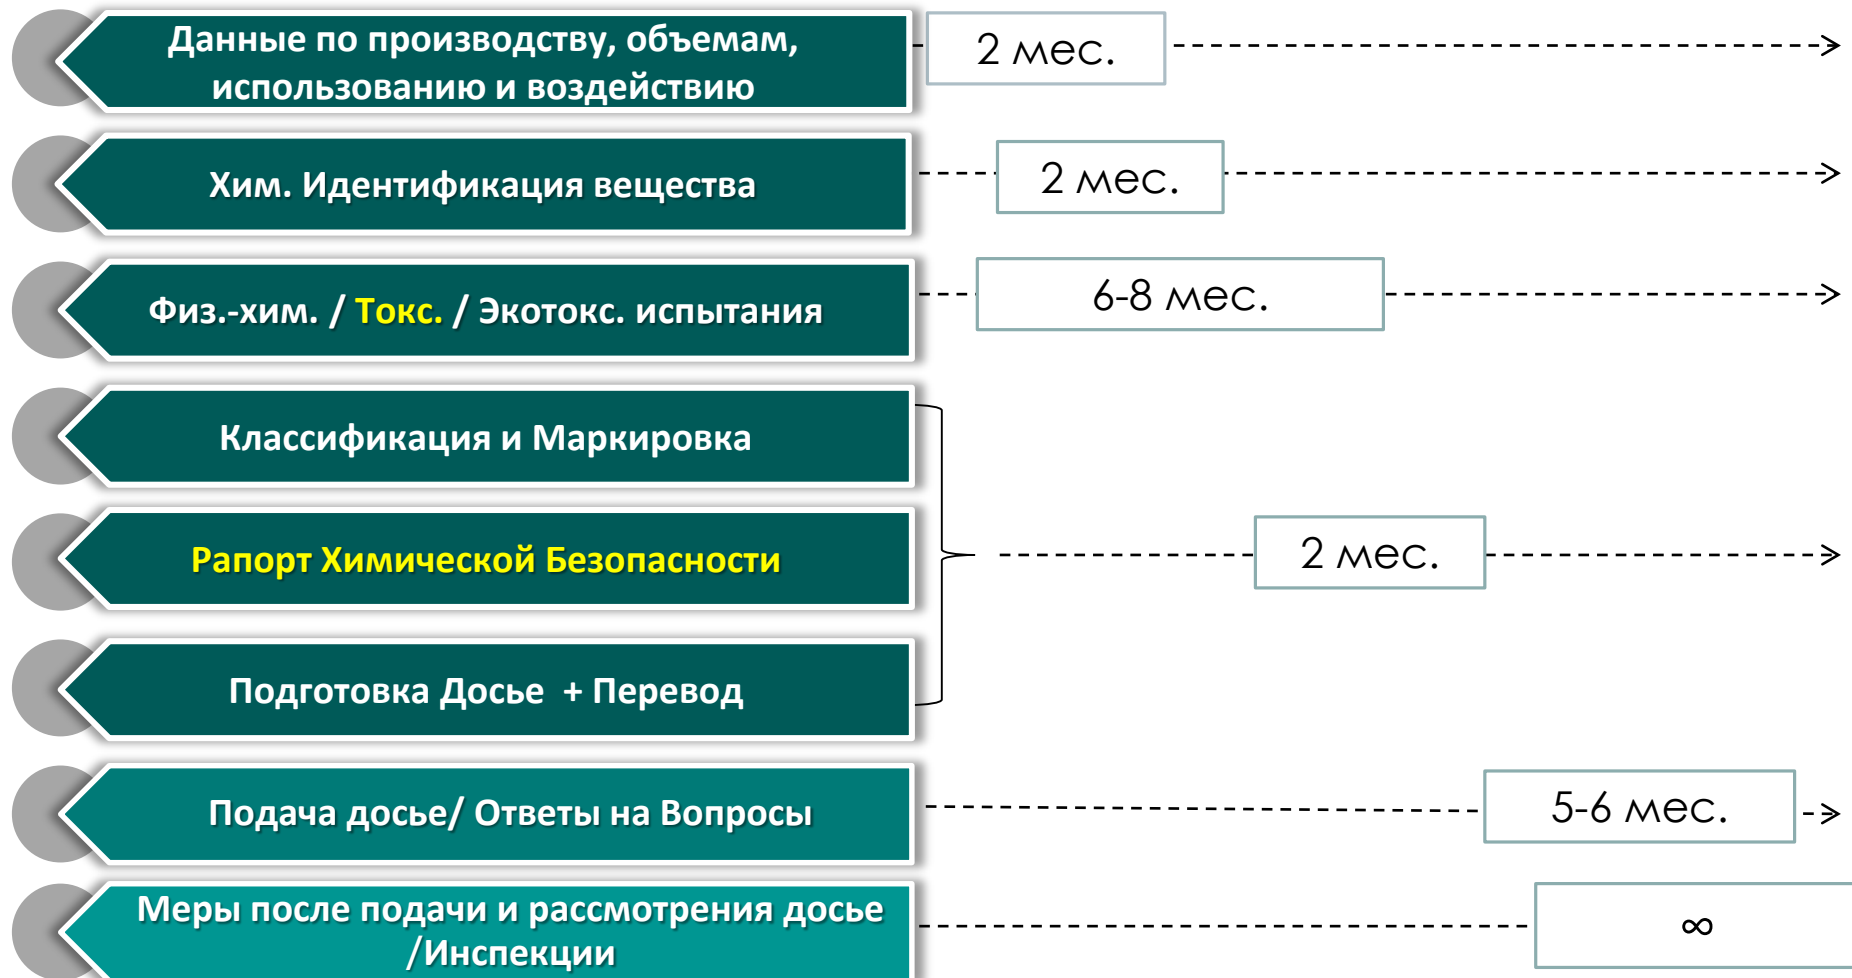 Данные по производству, объемам,
использованию и воздействию
2 мес.
Хим. Идентификация вещества
2 мес.
Физ.-хим. / Токс. / Экотокс. испытания
6-8 мес.
Классификация и Маркировка
Рапорт Химической Безопасности
2 мес.
Подготовка Досье + Перевод
Подача досье/ Ответы на Вопросы
5-6 мес.
Меры после подачи и рассмотрения досье
/Инспекции
∞